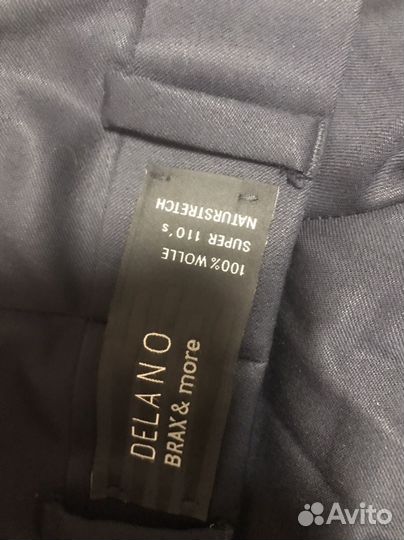 DELANO
BRAX & more
100% WOLLE
SUPER 110's
NATURSTRETCH
Avito